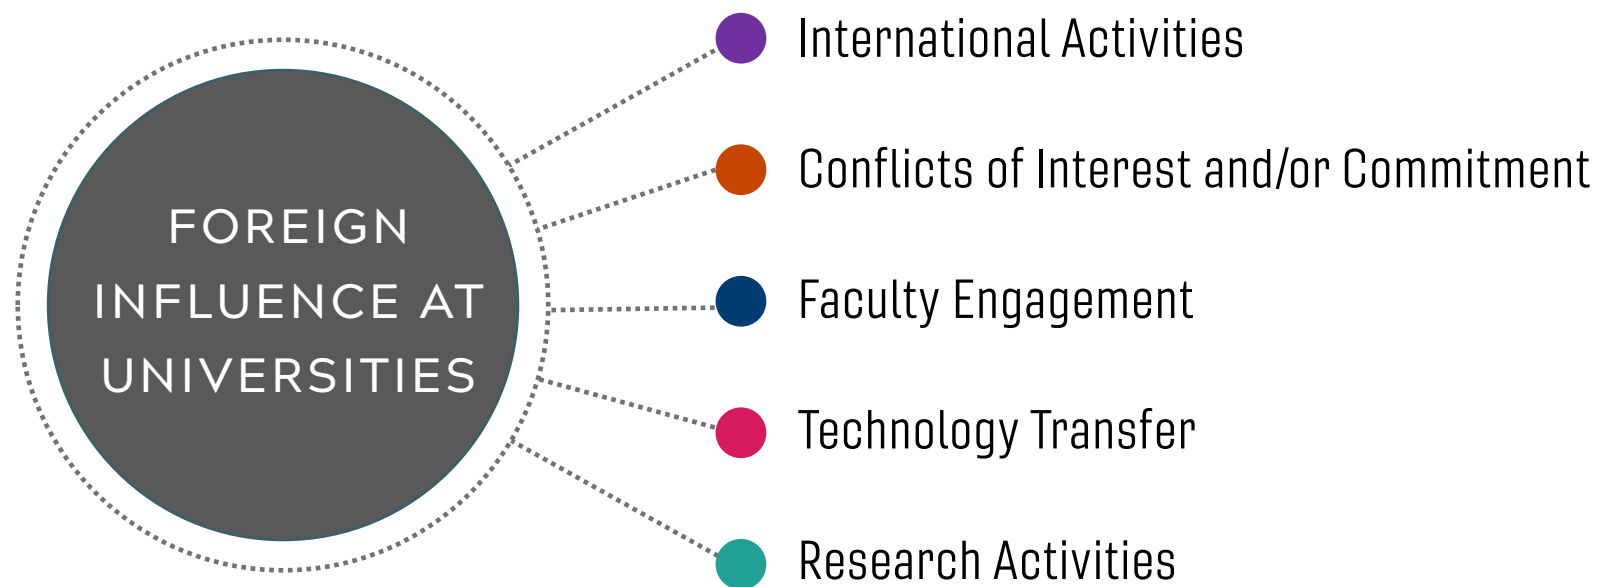 FOREIGN
INFLUENCE AT
UNIVERSITIES
International Activities
Conflicts of Interest and/or Commitment
Faculty Engagement
Technology Transfer
Research Activities